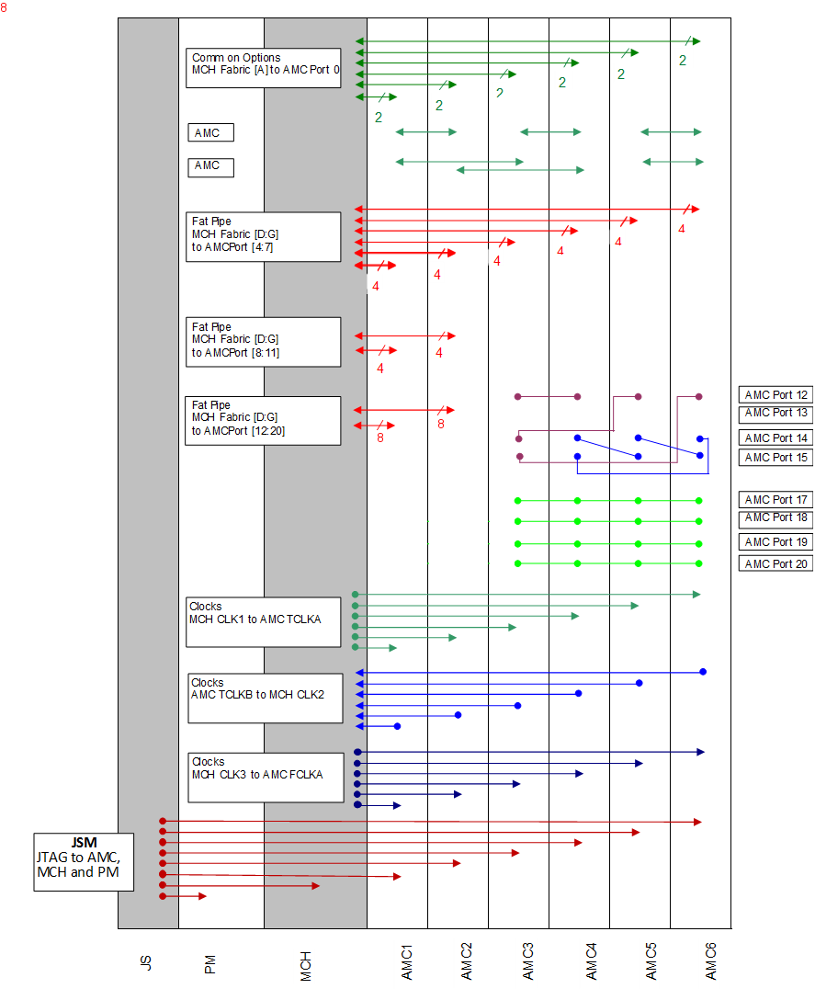 8
Comm on Options
MCH Fabric [A] to AMC Port 0
2
2
2
2
2
2
AMC
AMC
Fat Pipe
MCH Fabric [D:G]
to AMCPort [4:7]
4
4
4
4
4
4
Fat Pipe
MCH Fabric [D:G]
to AMCPort [8:11]
4
4
Fat Pipe
MCH Fabric [D:G]
to AMCPort [12:20]
8
8
AMC Port 12
AMC Port 13
AMC Port 14
AMC Port 15
AMC Port 17
AMC Port 18
AMC Port 19
AMC Port 20
Clocks
MCH CLK1 to AMC TCLKA
Clocks
AMC TCLKB to MCH CLK2
Clocks
MCH CLK3 to AMC FCLKA
JSM
JTAG to AMC,
MCH and PM
JS
PM
MCH
AMC1
AMC2
AMC3
AMC4
AMC5
AMC6